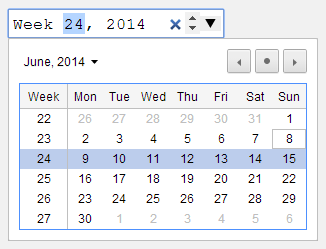 Week 24, 2014
June, 2014
Week Mon Tue Wed Thu Fri Sat Sun
22 26 27 28 29 30 31 1
23 2 3 4 5 6 7 8
24 9 10 11 12 13 14 15
25 16 17 18 19 20 21 22
26 23 24 25 26 27 28 29
27 30 1 2 3 4 5 6